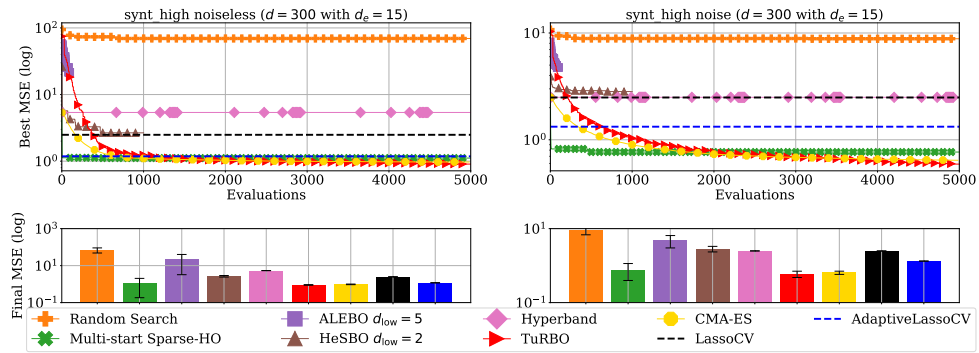 synt_high noiseless (d = 300 with d_e = 15)
synt_high noise (d = 300 with d_e = 15)
Best MSE (log)
10^2
10^1
10^0
0 1000 2000 3000 4000 5000
Evaluations
10^1
10^0
0 1000 2000 3000 4000 5000
Evaluations
Final MSE (log)
10^3
10^1
10^-1
10^1
10^-1
Random Search
ALEBO d_low = 5
Hyperband
CMA-ES
AdaptiveLassoCV
Multi-start Sparse-HO
HeSBO d_low = 2
TuRBO
LassoCV